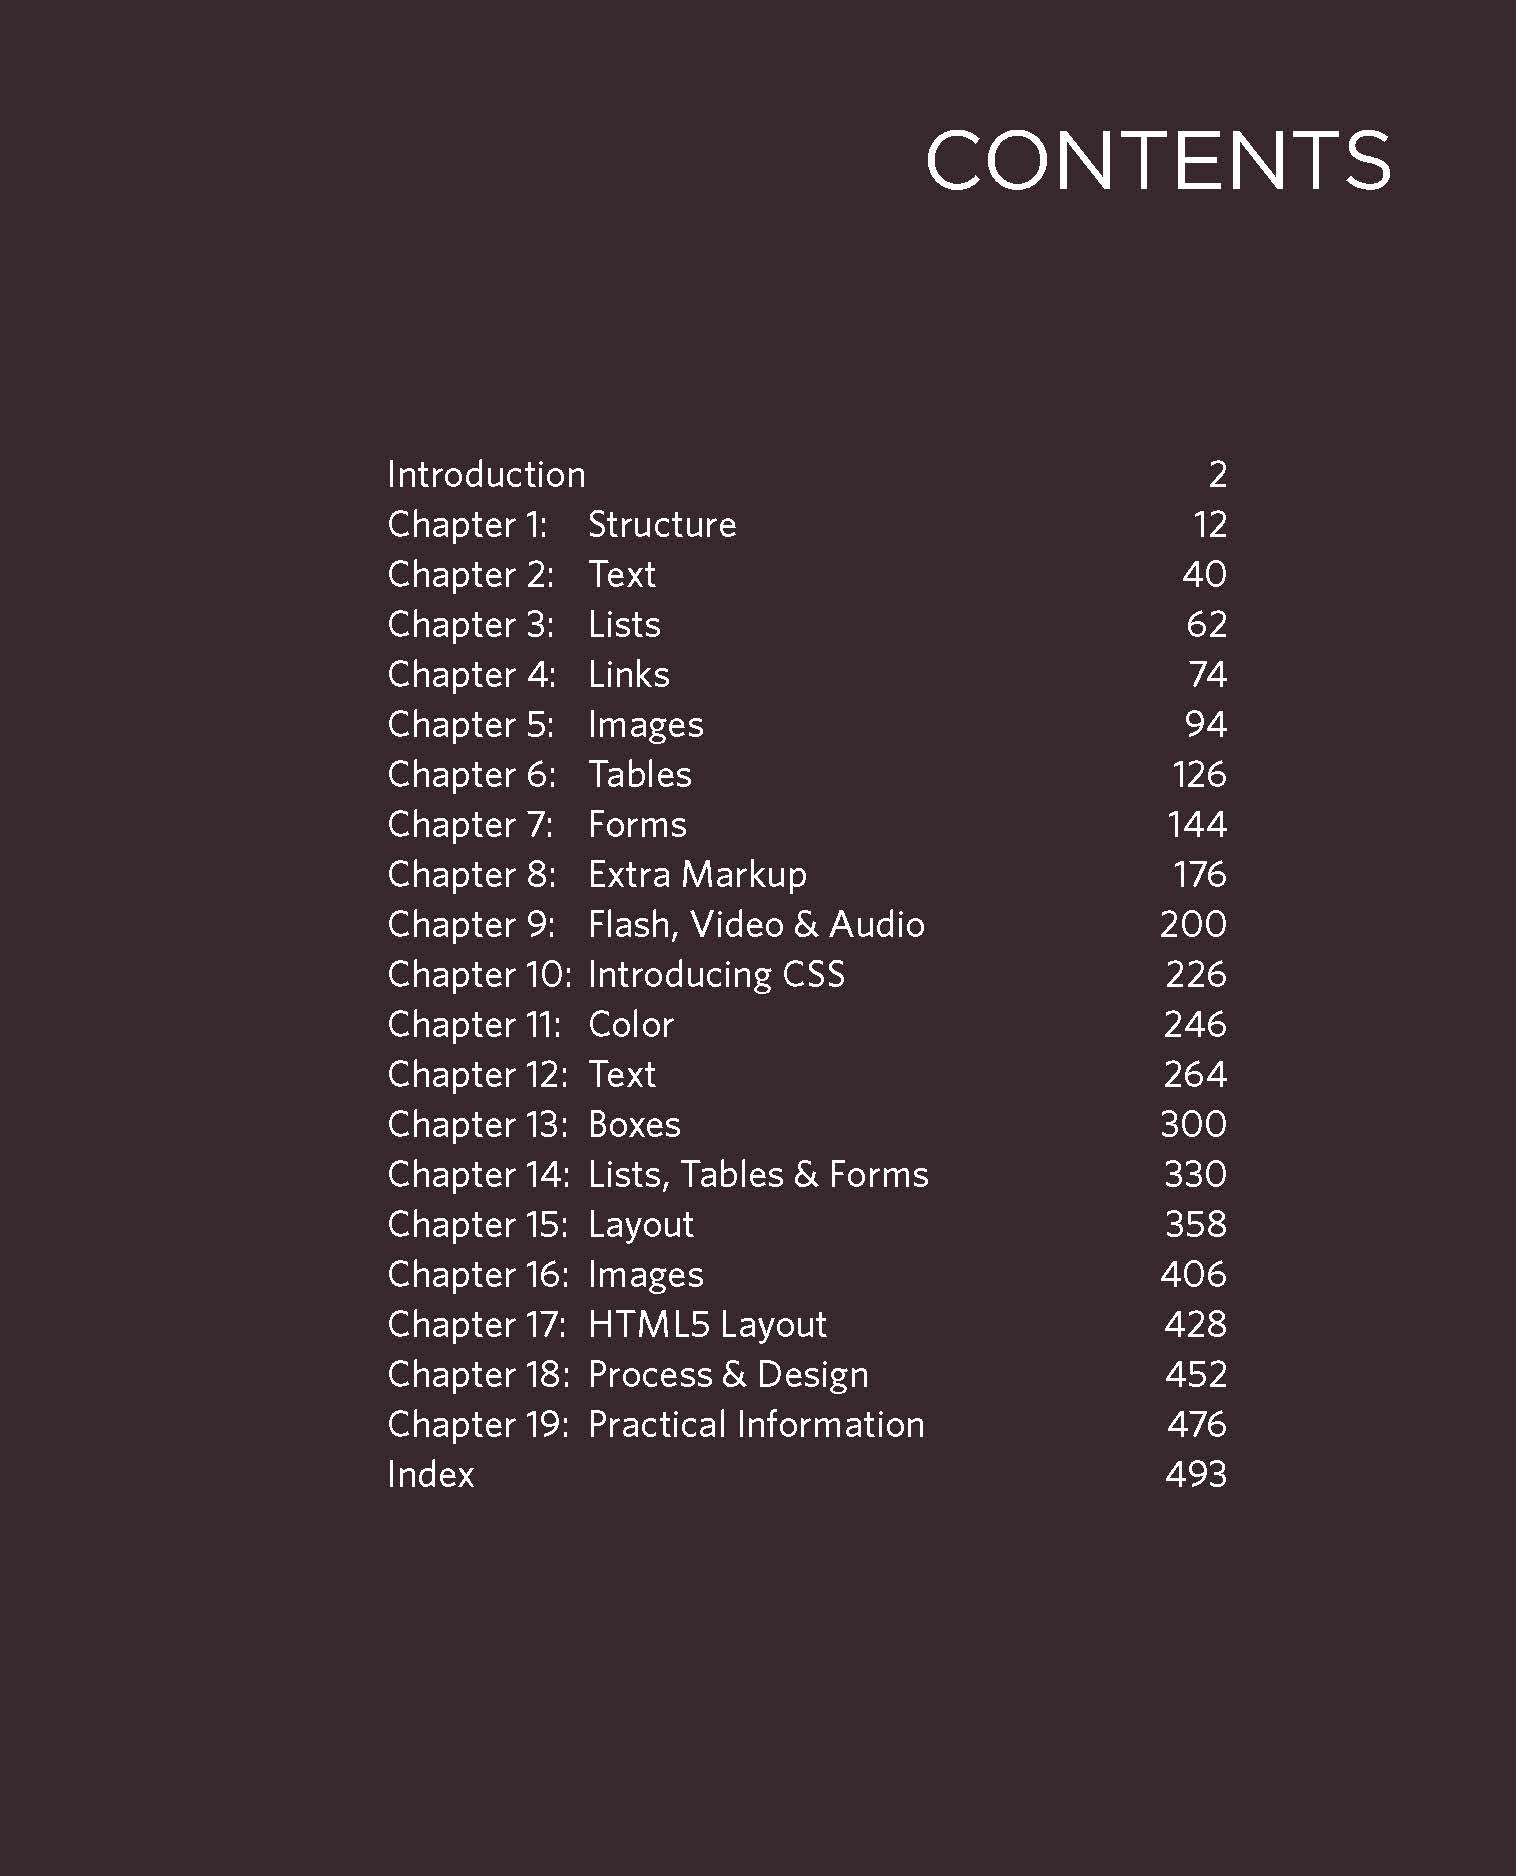 CONTENTS
Introduction 2
Chapter 1: Structure 12
Chapter 2: Text 40
Chapter 3: Lists 62
Chapter 4: Links 74
Chapter 5: Images 94
Chapter 6: Tables 126
Chapter 7: Forms 144
Chapter 8: Extra Markup 176
Chapter 9: Flash, Video & Audio 200
Chapter 10: Introducing CSS 226
Chapter 11: Color 246
Chapter 12: Text 264
Chapter 13: Boxes 300
Chapter 14: Lists, Tables & Forms 330
Chapter 15: Layout 358
Chapter 16: Images 406
Chapter 17: HTML5 Layout 428
Chapter 18: Process & Design 452
Chapter 19: Practical Information 476
Index 493